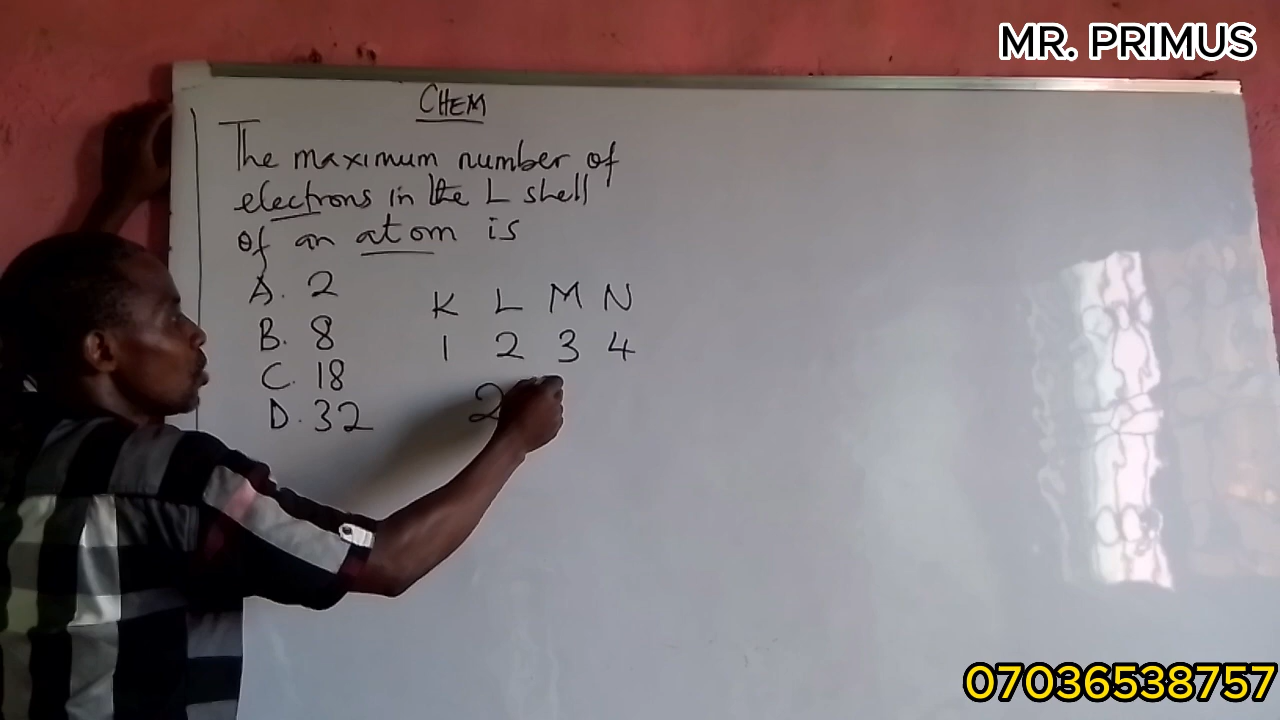 MR. PRIMUS
CHEM
The maximum number of
electrons in the L shell
of an atom is
A. 2
B. 8
C. 18
D. 32
K L M N
1 2 3 4
2
07036538757